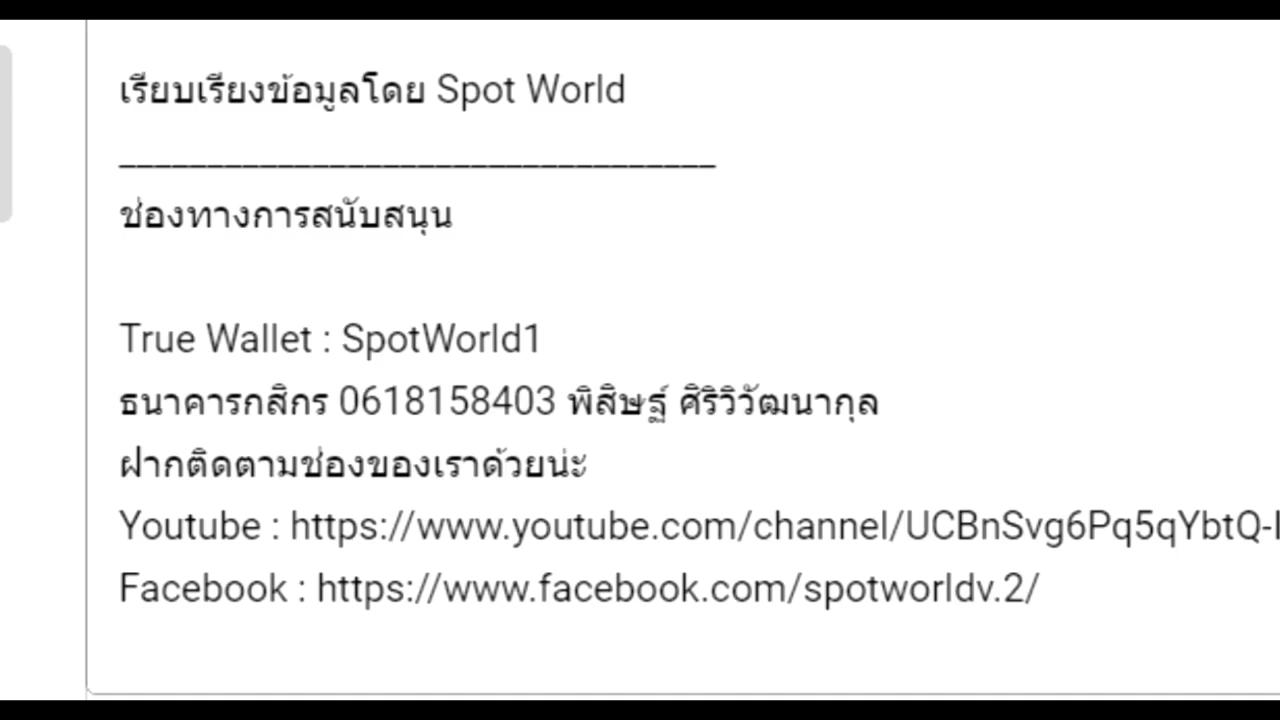 เรียบเรียงข้อมูลโดย Spot World
__________________________________
ช่องทางการสนับสนุน
True Wallet : SpotWorld1
ธนาคารกสิกร 0618158403 พิสิษฐ์ ศิริวิวัฒนากุล
ฝากติดตามช่องของเราด้วยน่ะ
Youtube : https://www.youtube.com/channel/UCBnSvg6Pq5qYbtQ-
Facebook : https://www.facebook.com/spotworldv.2/